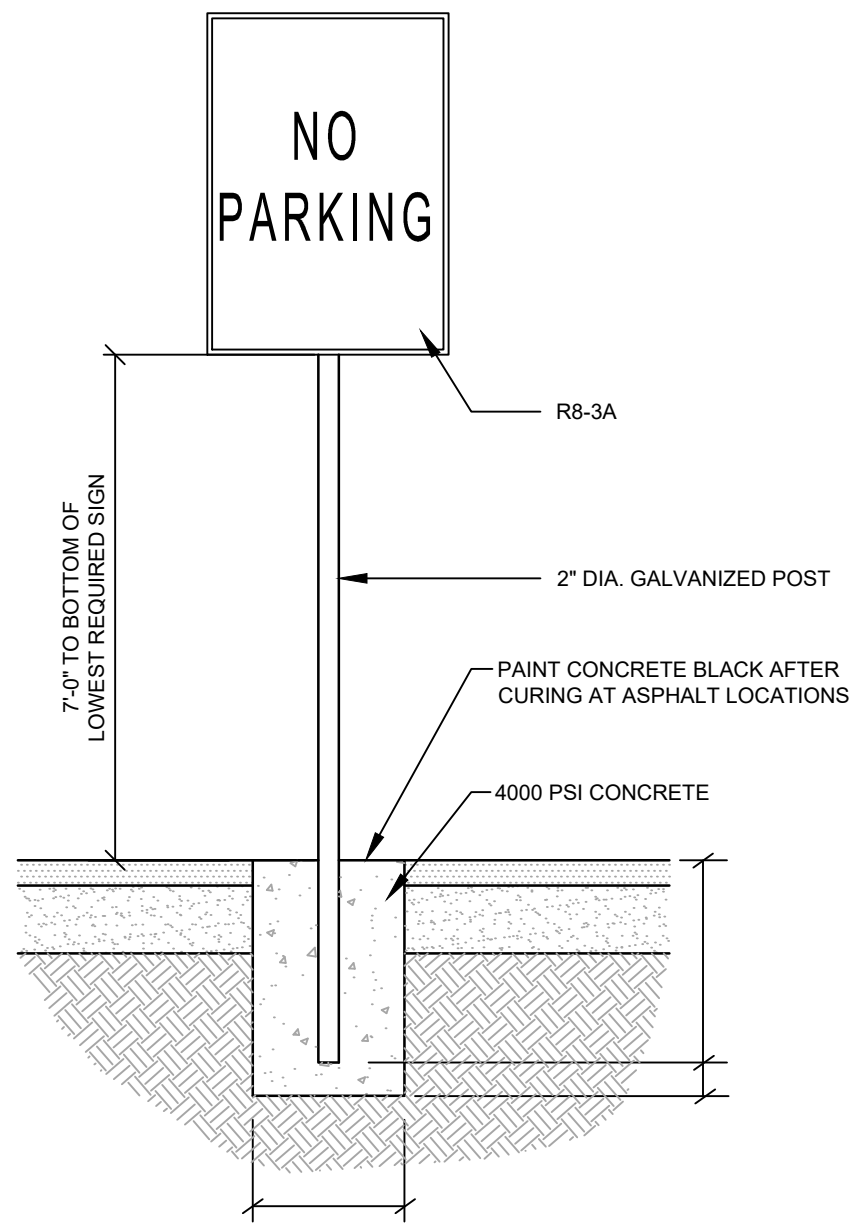 NO
PARKING
R8-3A
7'-0" TO BOTTOM OF
LOWEST REQUIRED SIGN
2" DIA. GALVANIZED POST
PAINT CONCRETE BLACK AFTER
CURING AT ASPHALT LOCATIONS
4000 PSI CONCRETE